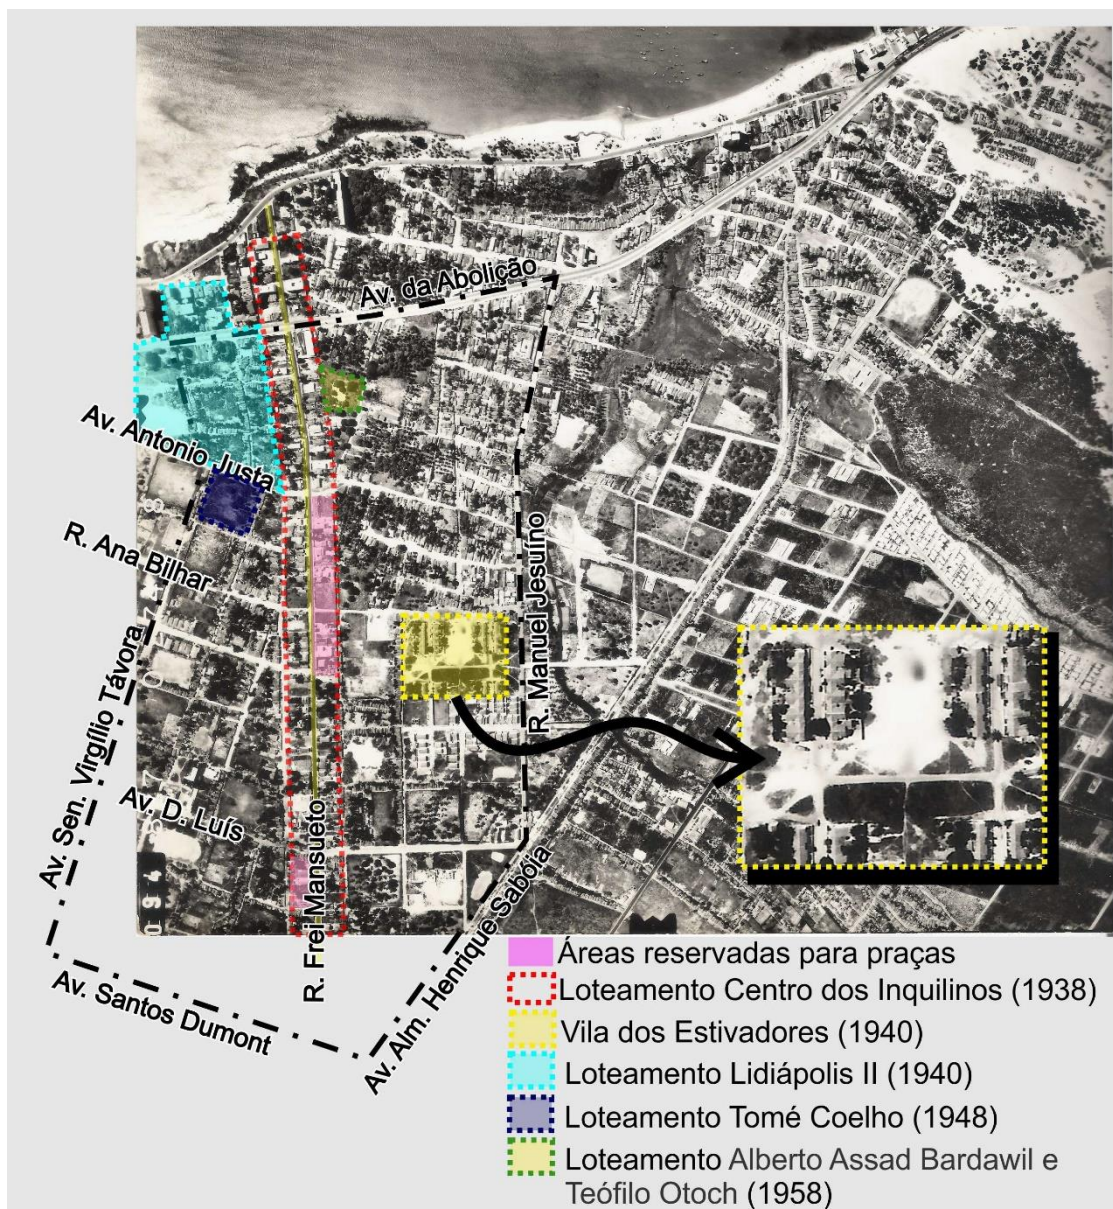 Av. da Abolição
Av. Antonio Justa
R. Ana Bilhar
R. Manuel Jesuíno
Av. Sen. Virgílio Távora
Av. D. Luís
R. Frei Mansueto
Av. Alm. Henrique Sabóia
Av. Santos Dumont
Áreas reservadas para praças
Loteamento Centro dos Inquilinos (1938)
Vila dos Estivadores (1940)
Loteamento Lidiápolis II (1940)
Loteamento Tomé Coelho (1948)
Loteamento Alberto Assad Bardawil e
Teófilo Otoch (1958)